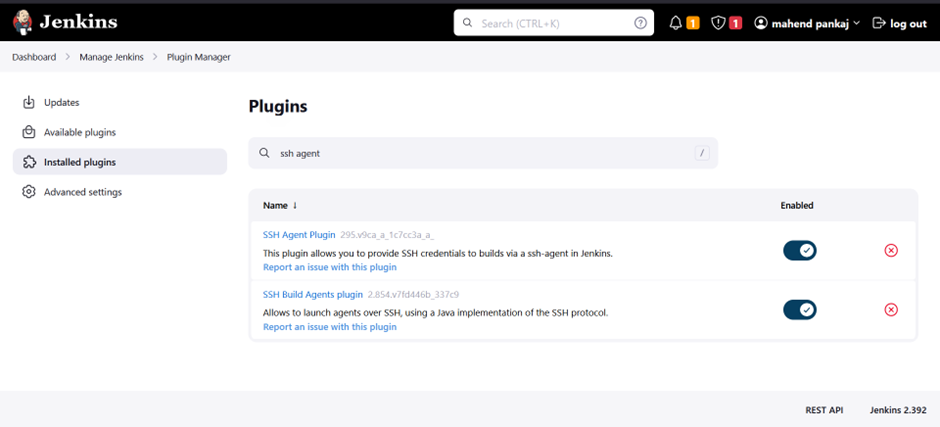 Jenkins
Search (CTRL+K)
1
1
mahend pankaj
log out
Dashboard
Manage Jenkins
Plugin Manager
Updates
Available plugins
Installed plugins
Advanced settings
Plugins
ssh agent
/
Name ↓
Enabled
SSH Agent Plugin 295.v9ca_a_1c7cc3a_a_
This plugin allows you to provide SSH credentials to builds via a ssh-agent in Jenkins.
Report an issue with this plugin
SSH Build Agents plugin 2.854.v7fd446b_337c9
Allows to launch agents over SSH, using a Java implementation of the SSH protocol.
Report an issue with this plugin
REST API
Jenkins 2.392